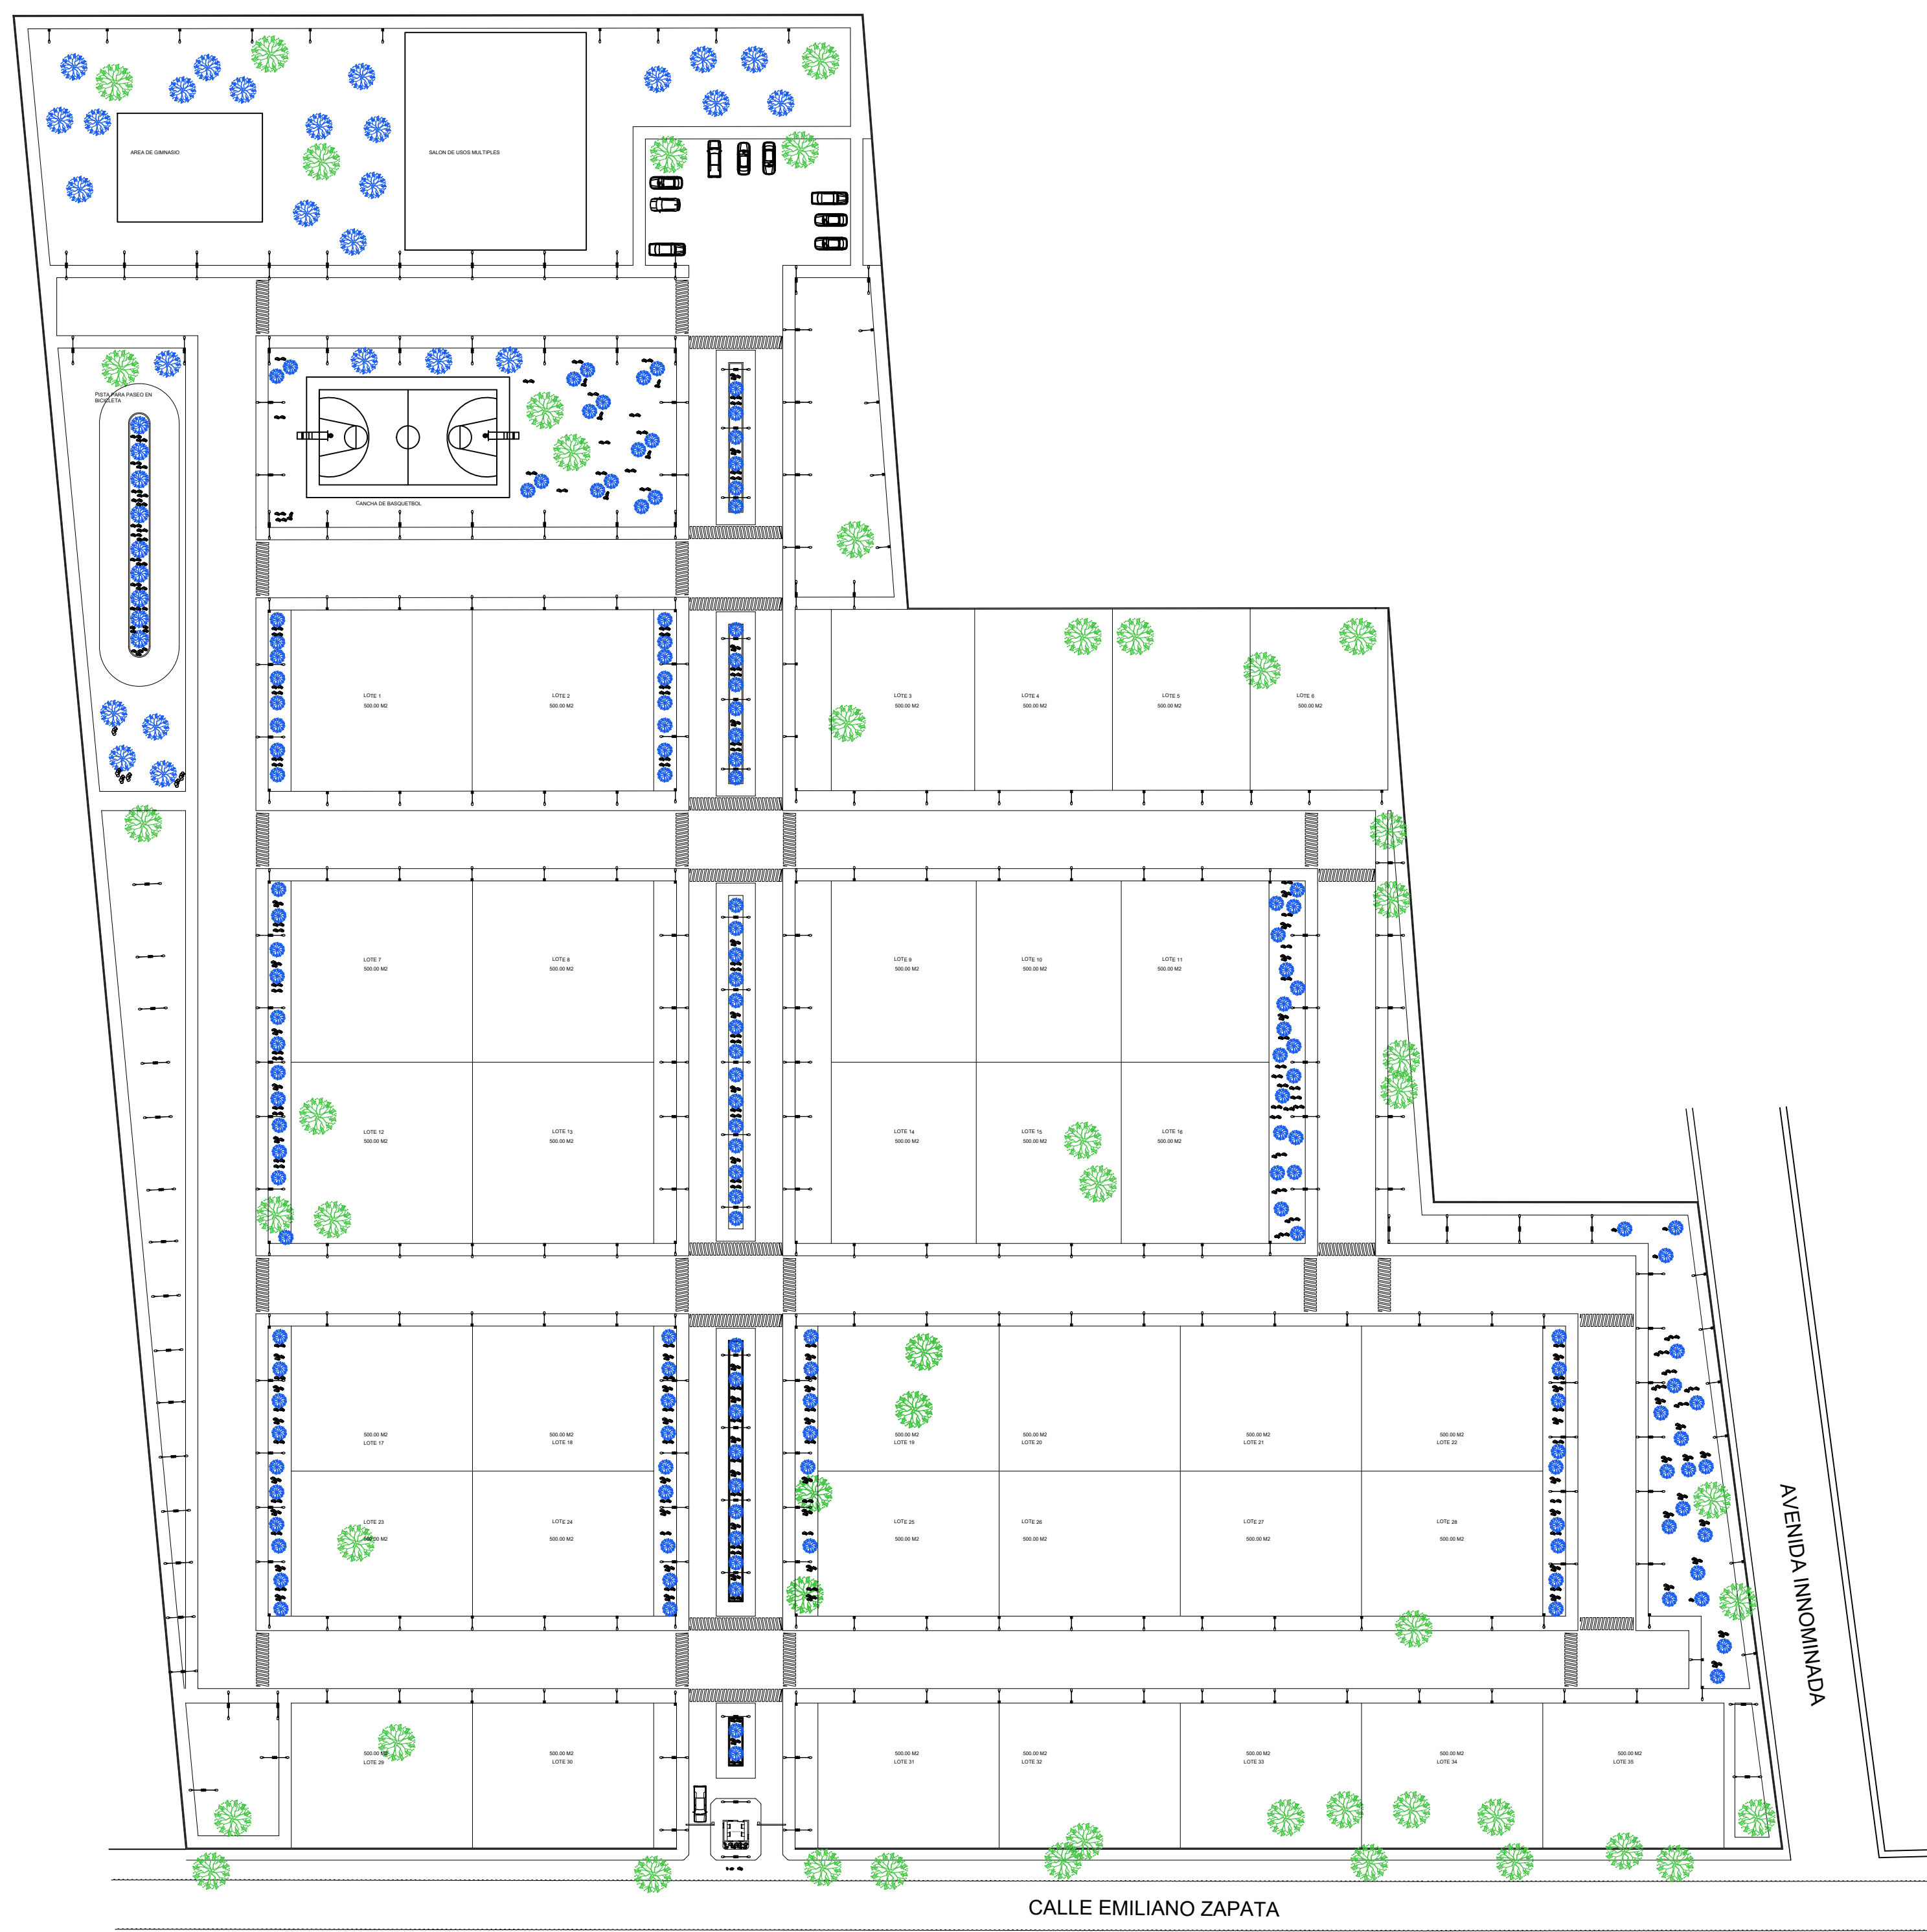 AREA DE GIMNASIO
SALON DE USOS MULTIPLES
PISTA PARA PASEO EN
BICICLETA
CANCHA DE BASQUETBOL
LOTE 1
500.00 M2
LOTE 2
500.00 M2
LOTE 3
500.00 M2
LOTE 4
500.00 M2
LOTE 5
500.00 M2
LOTE 6
500.00 M2
LOTE 7
500.00 M2
LOTE 8
500.00 M2
LOTE 9
500.00 M2
LOTE 10
500.00 M2
LOTE 11
500.00 M2
LOTE 12
500.00 M2
LOTE 13
500.00 M2
LOTE 14
500.00 M2
LOTE 15
500.00 M2
LOTE 16
500.00 M2
500.00 M2
LOTE 17
500.00 M2
LOTE 18
500.00 M2
LOTE 19
500.00 M2
LOTE 20
500.00 M2
LOTE 21
500.00 M2
LOTE 22
LOTE 23
500.00 M2
LOTE 24
500.00 M2
LOTE 25
500.00 M2
LOTE 26
500.00 M2
LOTE 27
500.00 M2
LOTE 28
500.00 M2
500.00 M2
LOTE 29
500.00 M2
LOTE 30
500.00 M2
LOTE 31
500.00 M2
LOTE 32
500.00 M2
LOTE 33
500.00 M2
LOTE 34
500.00 M2
LOTE 35
AVENIDA INNOMINADA
CALLE EMILIANO ZAPATA